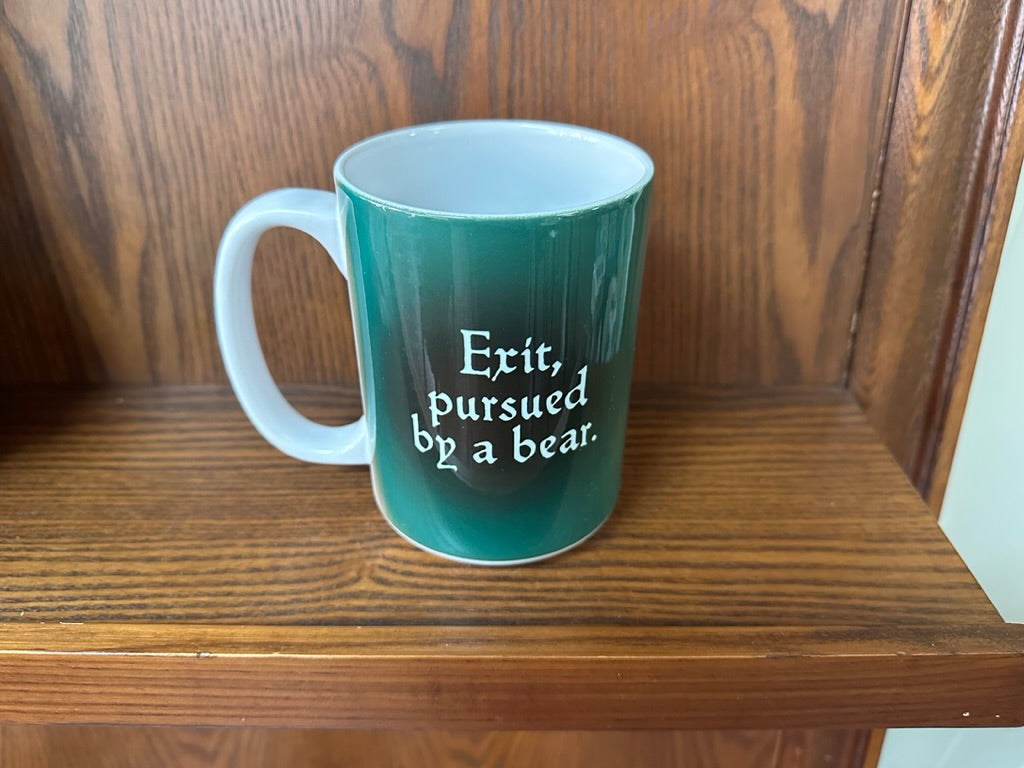 Exit,
pursued
by a bear.